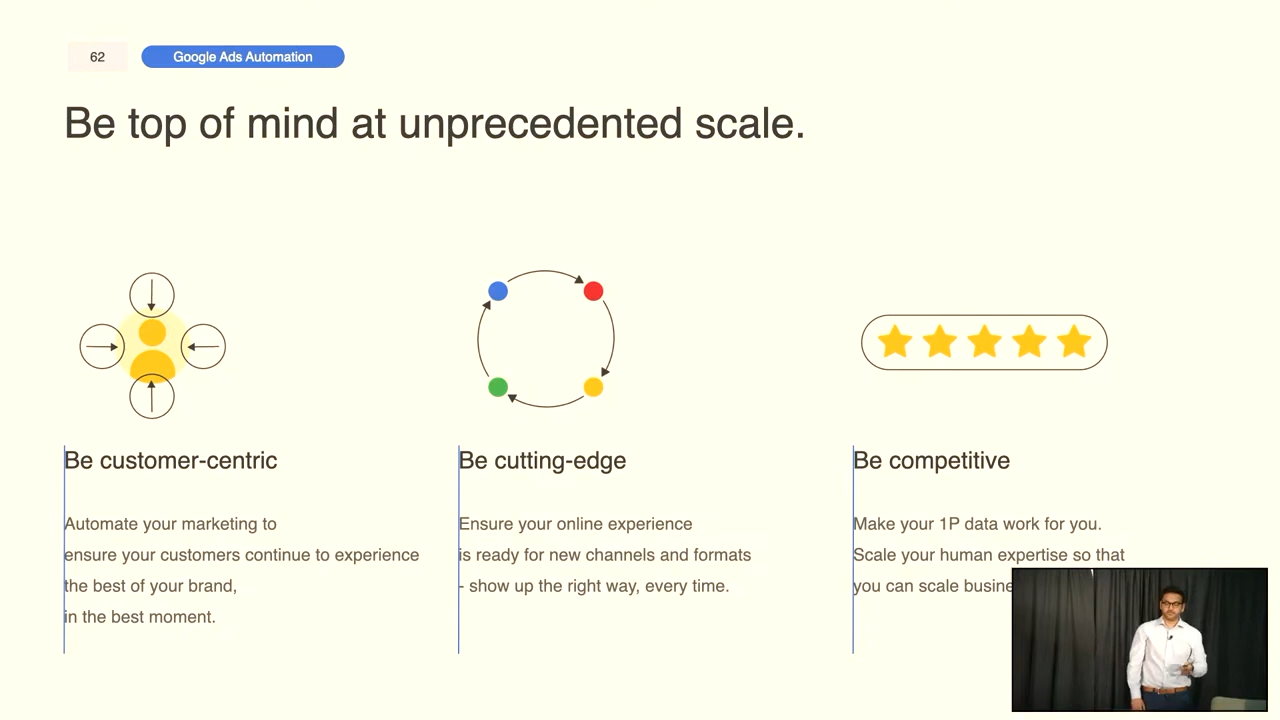 62
Google Ads Automation
Be top of mind at unprecedented scale.
Be customer-centric
Automate your marketing to
ensure your customers continue to experience
the best of your brand,
in the best moment.
Be cutting-edge
Ensure your online experience
is ready for new channels and formats
- show up the right way, every time.
Be competitive
Make your 1P data work for you.
Scale your human expertise so that
you can scale